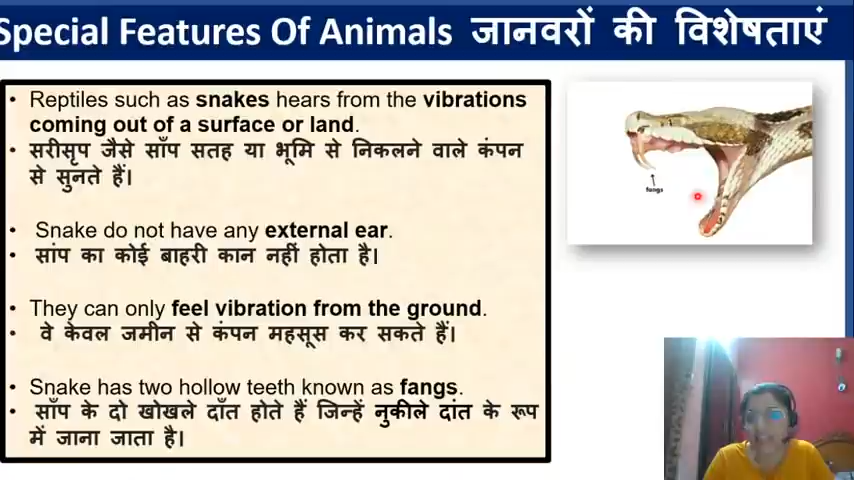 Special Features Of Animals जानवरों की विशेषताएं
• Reptiles such as snakes hears from the vibrations
coming out of a surface or land.
• सरीसृप जैसे साँप सतह या भूमि से निकलने वाले कंपन
से सुनते हैं।
• Snake do not have any external ear.
• सांप का कोई बाहरी कान नहीं होता है।
• They can only feel vibration from the ground.
• वे केवल जमीन से कंपन महसूस कर सकते हैं।
• Snake has two hollow teeth known as fangs.
• साँप के दो खोखले दाँत होते हैं जिन्हें नुकीले दांत के रूप
में जाना जाता है।
fangs